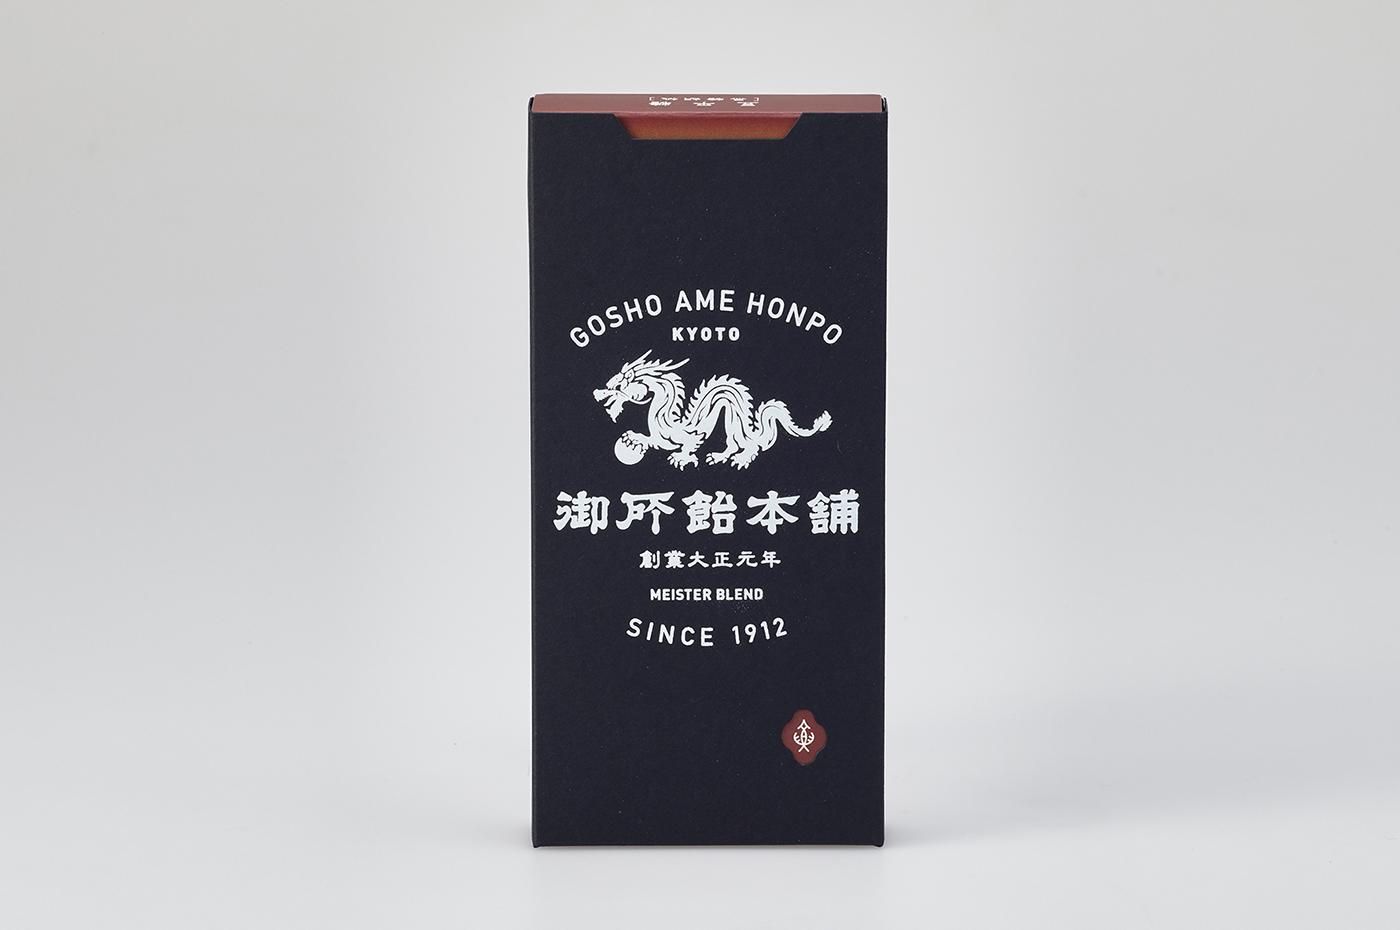 GOSHO AME HONPO
KYOTO
御所飴本舗
創業大正元年
MEISTER BLEND
SINCE 1912